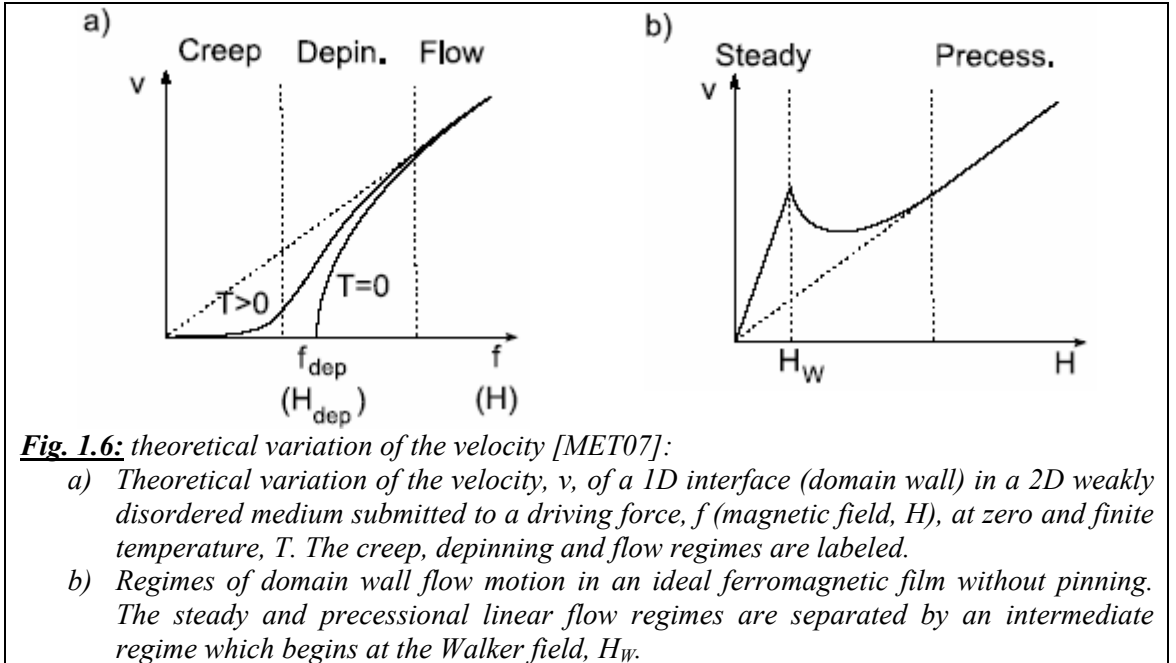 a)
Creep Depin. Flow
v
T>0
T=0
f_dep
f
(H_dep)
(H)
b)
Steady Precess.
v
H_W
H
Fig. 1.6: theoretical variation of the velocity [MET07]:
a) Theoretical variation of the velocity, v, of a 1D interface (domain wall) in a 2D weakly
disordered medium submitted to a driving force, f (magnetic field, H), at zero and finite
temperature, T. The creep, depinning and flow regimes are labeled.
b) Regimes of domain wall flow motion in an ideal ferromagnetic film without pinning.
The steady and precessional linear flow regimes are separated by an intermediate
regime which begins at the Walker field, H_W.